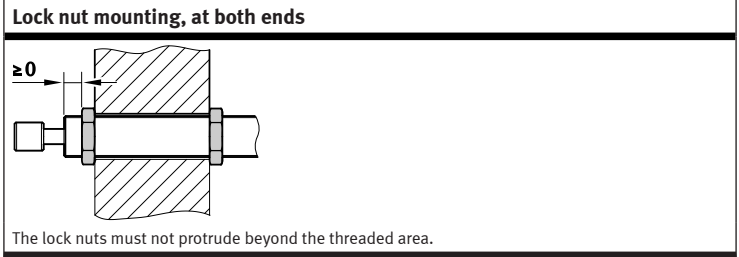 Lock nut mounting, at both ends
≥0
The lock nuts must not protrude beyond the threaded area.